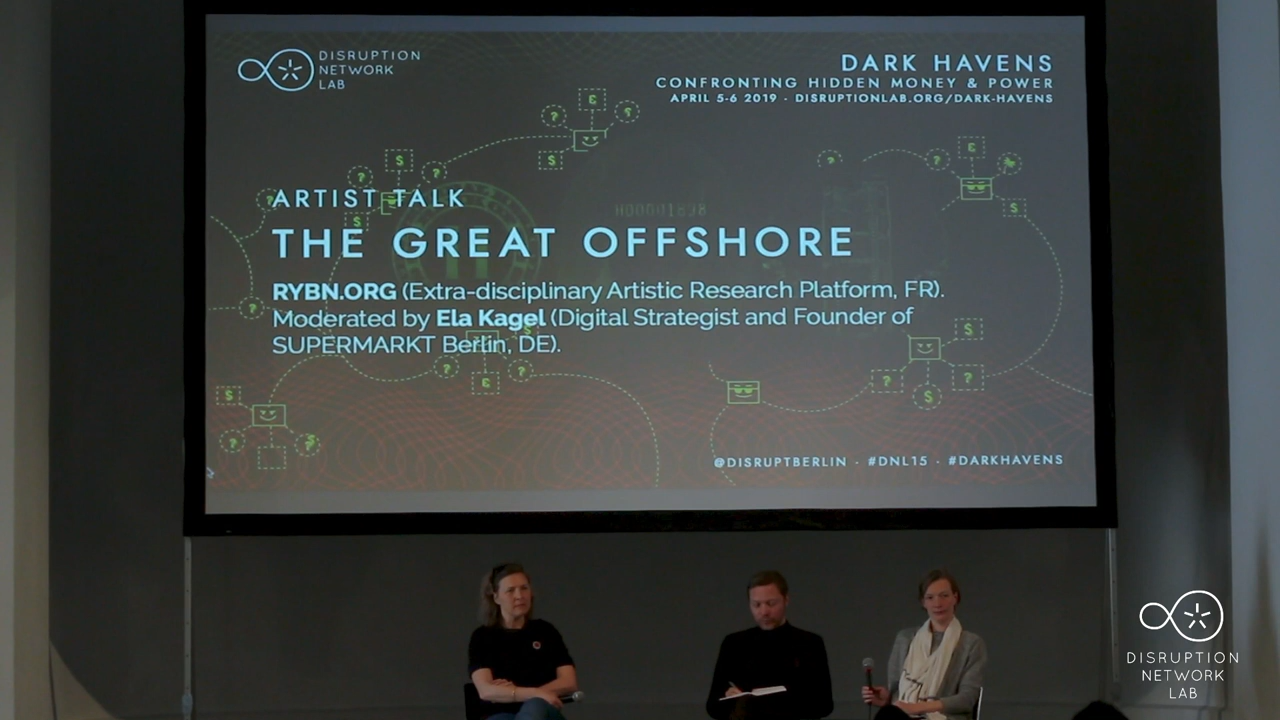 DISRUPTION
NETWORK
LAB
DARK HAVENS
CONFRONTING HIDDEN MONEY & POWER
APRIL 5-6 2019 · DISRUPTIONLAB.ORG/DARK-HAVENS
H00001898
ARTIST TALK
THE GREAT OFFSHORE
RYBN.ORG (Extra-disciplinary Artistic Research Platform, FR).
Moderated by Ela Kagel (Digital Strategist and Founder of
SUPERMARKT Berlin, DE).
@DISRUPTBERLIN · #DNL15 · #DARKHAVENS
DISRUPTION
NETWORK
LAB